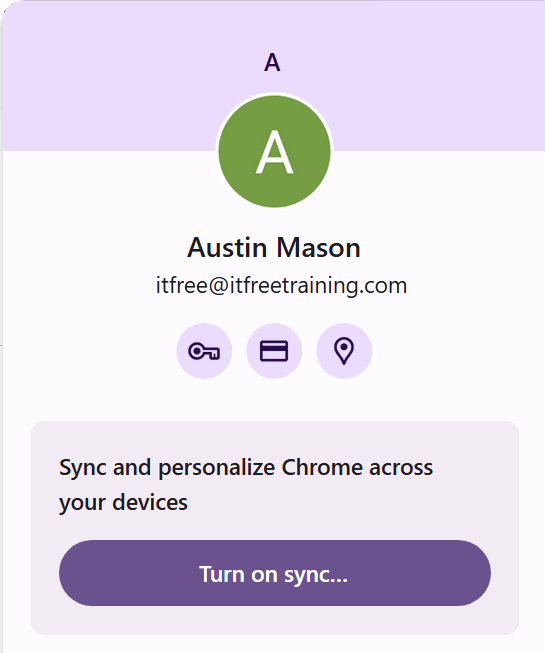 A
A
Austin Mason
itfree@itfreetraining.com
Sync and personalize Chrome across
your devices
Turn on sync...